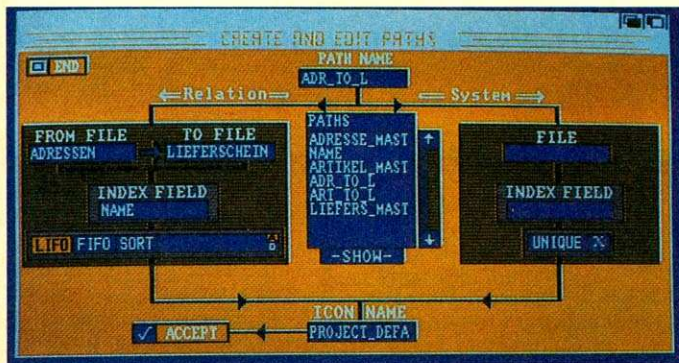 CREATE AND EDIT PATHS
END
PATH NAME
ADR_TO_L
Relation
System
FROM FILE
TO FILE
ADRESSEN
LIEFERSCHEIN
INDEX FIELD
NAME
LIFO FIFO SORT
PATHS
ADRESSE_MAST
NAME
ARTIKEL_MAST
ADR_TO_L
ART_TO_L
LIEFERS_MAST
-SHOW-
FILE
INDEX FIELD
UNIQUE
ICON NAME
ACCEPT
PROJECT_DEFA